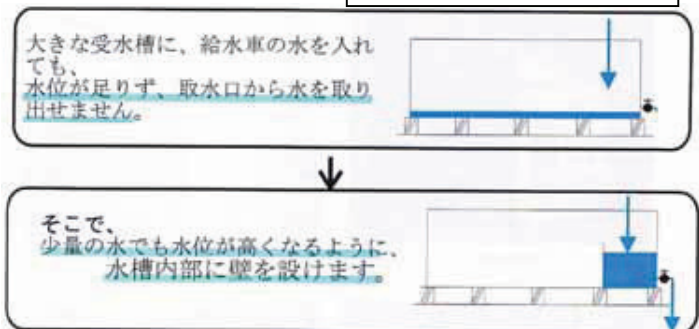 大きな受水槽に、給水車の水を入れ
ても、
水位が足りず、取水口から水を取り
出せません。
そこで、
少量の水でも水位が高くなるように、
水槽内部に壁を設けます。